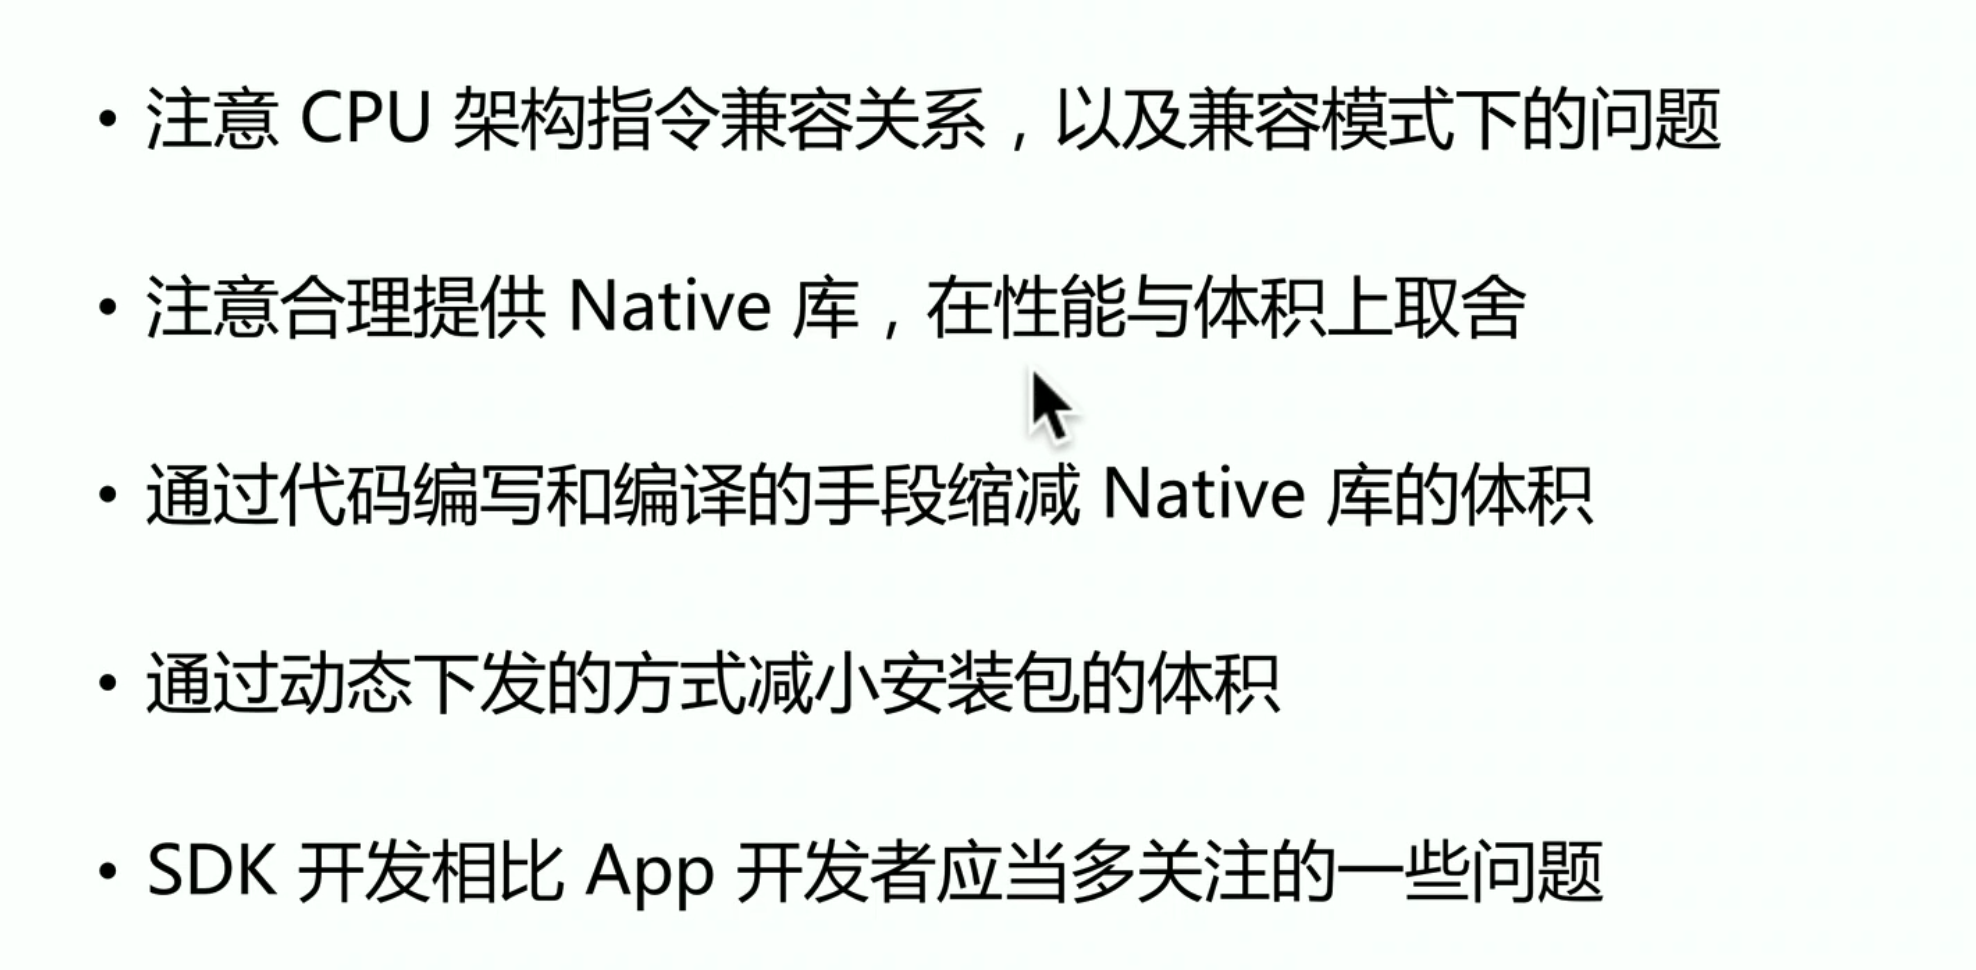 • 注意 CPU 架构指令兼容关系，以及兼容模式下的问题
• 注意合理提供 Native 库，在性能与体积上取舍
• 通过代码编写和编译的手段缩减 Native 库的体积
• 通过动态下发的方式减小安装包的体积
• SDK 开发相比 App 开发者应当多关注的一些问题